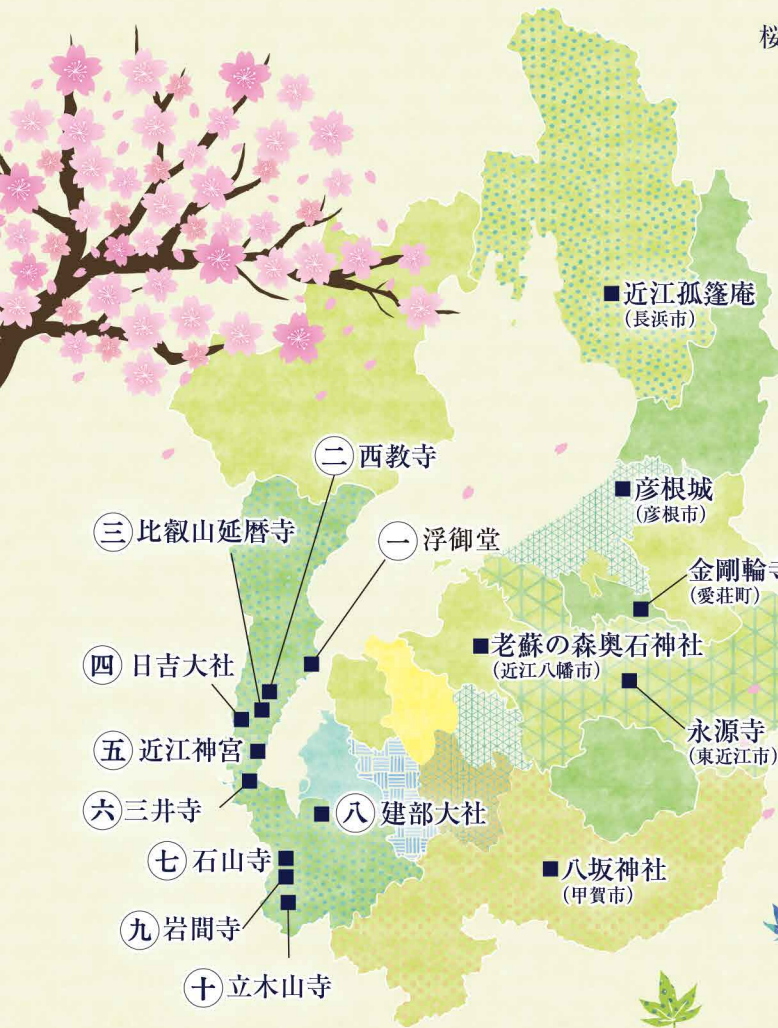 桜
近江孤篷庵
(長浜市)
二 西教寺
彦根城
(彦根市)
三 比叡山延暦寺
一 浮御堂
金剛輪寺
(愛荘町)
老蘇の森奥石神社
(近江八幡市)
四 日吉大社
永源寺
(東近江市)
五 近江神宮
六 三井寺
八 建部大社
七 石山寺
八坂神社
(甲賀市)
九 岩間寺
十 立木山寺